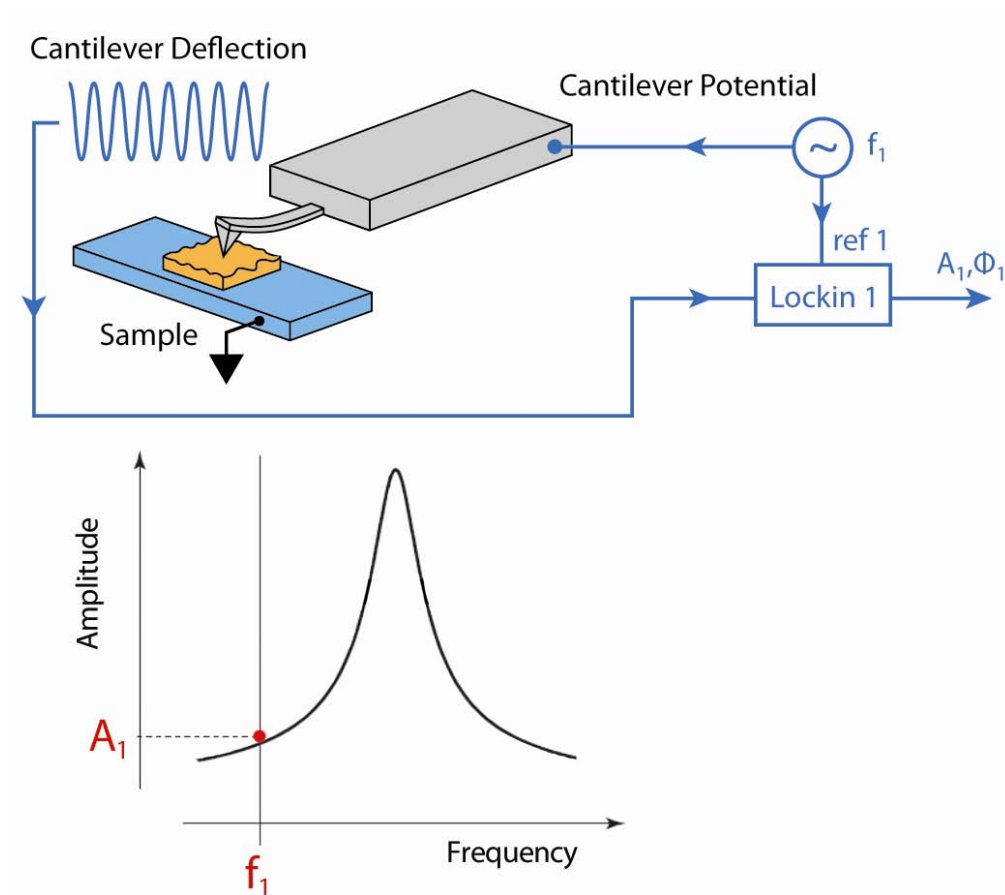 Cantilever Deflection
Cantilever Potential
~
f₁
ref 1
A₁,Φ₁
Lockin 1
Sample
Amplitude
A₁
Frequency
f₁